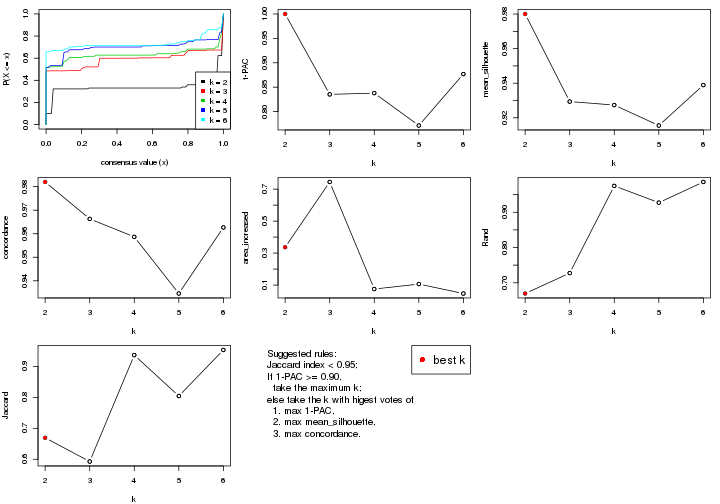 P(X <= x)
0.0 0.2 0.4 0.6 0.8 1.0
k = 2
k = 3
k = 4
k = 5
k = 6
0.0 0.2 0.4 0.6 0.8 1.0
consensus value (x)
1-PAC
0.80 0.85 0.90 0.95 1.00
2 3 4 5 6
k
mean_silhouette
0.92 0.94 0.96 0.98
2 3 4 5 6
k
concordance
0.94 0.95 0.96 0.97 0.98
2 3 4 5 6
k
area_increased
0.1 0.3 0.5 0.7
2 3 4 5 6
k
Rand
0.70 0.80 0.90
2 3 4 5 6
k
Jaccard
0.6 0.7 0.8 0.9
2 3 4 5 6
k
Suggested rules:
Jaccard index < 0.95;
If 1-PAC >= 0.90,
take the maximum k;
else take the k with higest votes of
1. max 1-PAC,
2. max mean_silhouette,
3. max concordance.
best k